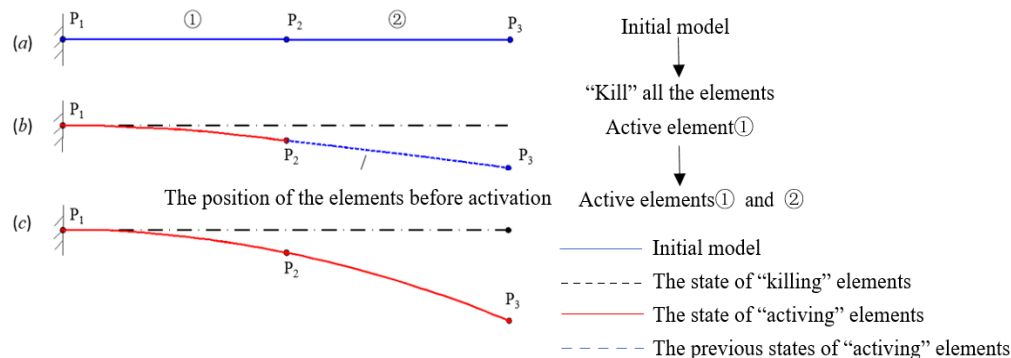 P₁ ① P₂ ② P₃
(a)
Initial model
"Kill" all the elements
P₁
(b)
Active element①
P₂
P₃
The position of the elements before activation
Active elements① and ②
P₁
(c)
P₂
P₃
Initial model
The state of "killing" elements
The state of "activing" elements
The previous states of "activing" elements